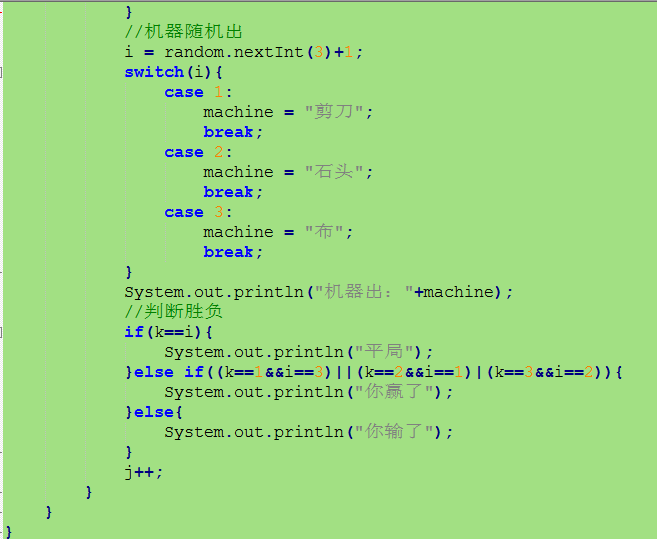 }
//机器随机出
i = random.nextInt(3)+1;
switch(i){
case 1:
machine = "剪刀";
break;
case 2:
machine = "石头";
break;
case 3:
machine = "布";
break;
}
System.out.println("机器出："+machine);
//判断胜负
if(k==i){
System.out.println("平局");
}else if((k==1&&i==3)||(k==2&&i==1)|(k==3&&i==2)){
System.out.println("你赢了");
}else{
System.out.println("你输了");
}
j++;
}
}
}